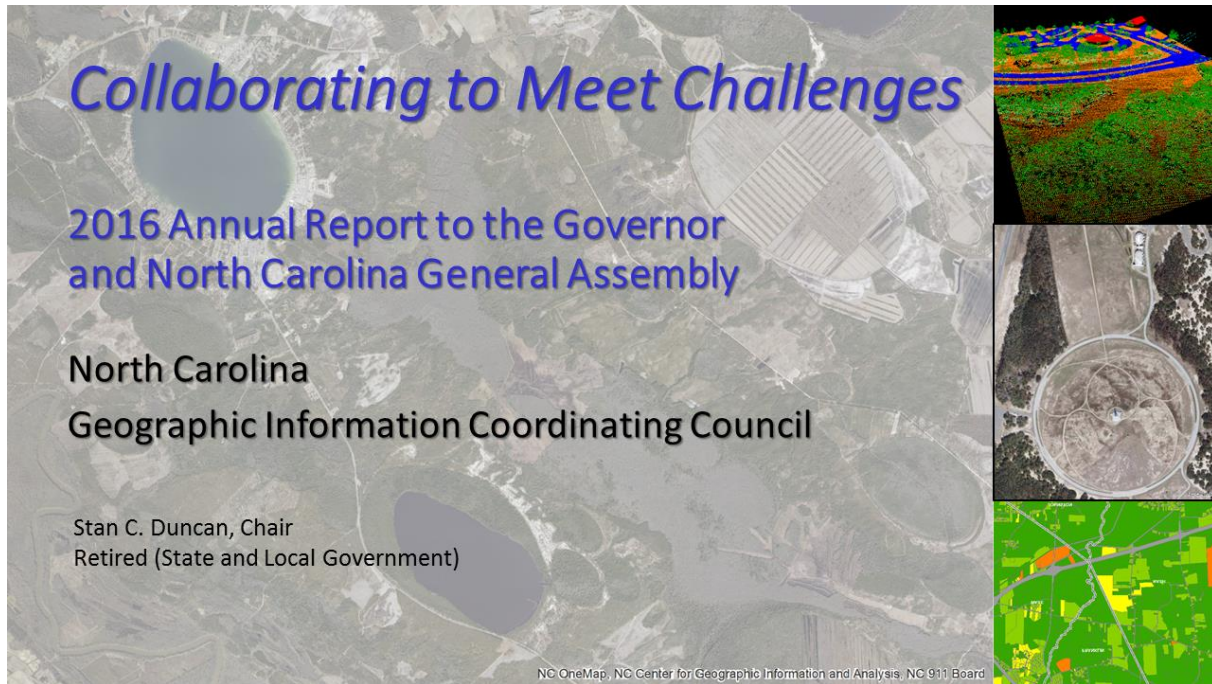 Collaborating to Meet Challenges
2016 Annual Report to the Governor
and North Carolina General Assembly
North Carolina
Geographic Information Coordinating Council
Stan C. Duncan, Chair
Retired (State and Local Government)
NC OneMap, NC Center for Geographic Information and Analysis, NC 911 Board